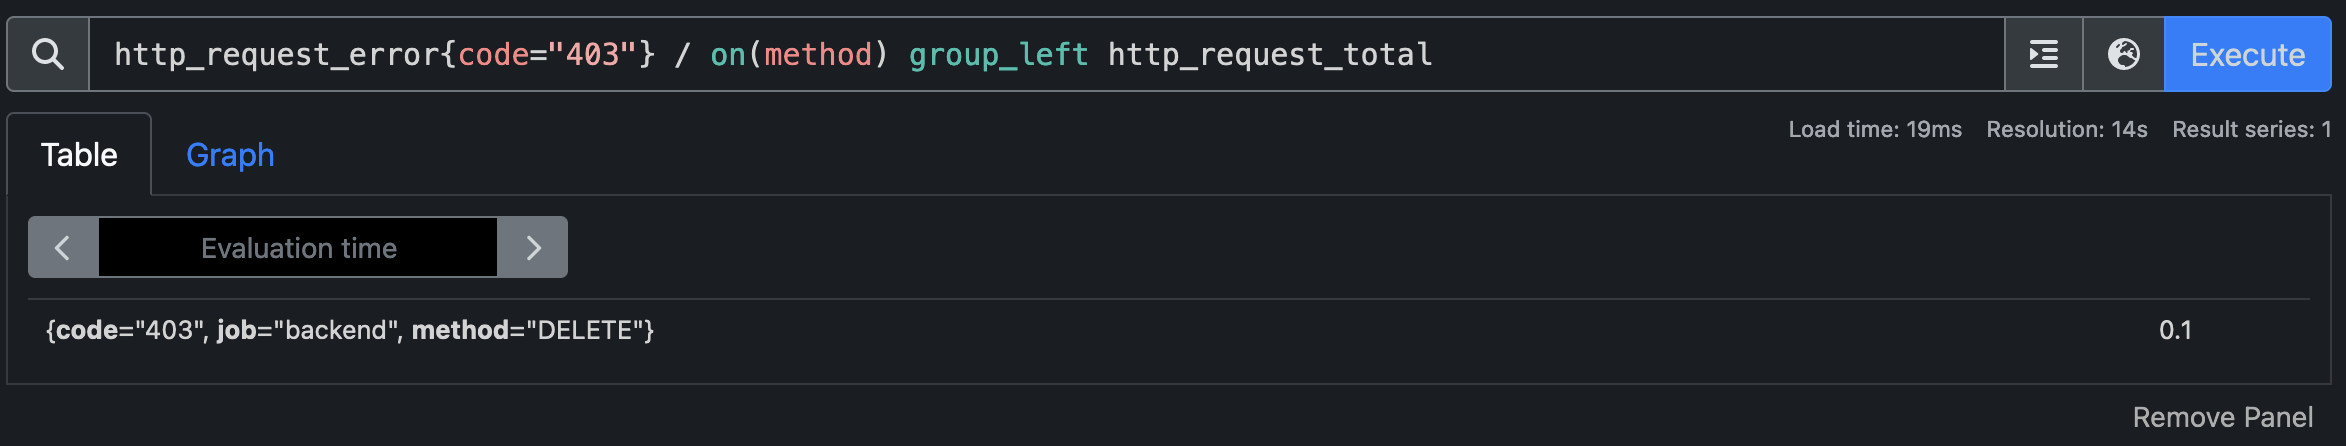 http_request_error{code="403"} / on(method) group_left http_request_total
Execute
Table
Graph
Load time: 19ms Resolution: 14s Result series: 1
Evaluation time
{code="403", job="backend", method="DELETE"} 0.1
Remove Panel